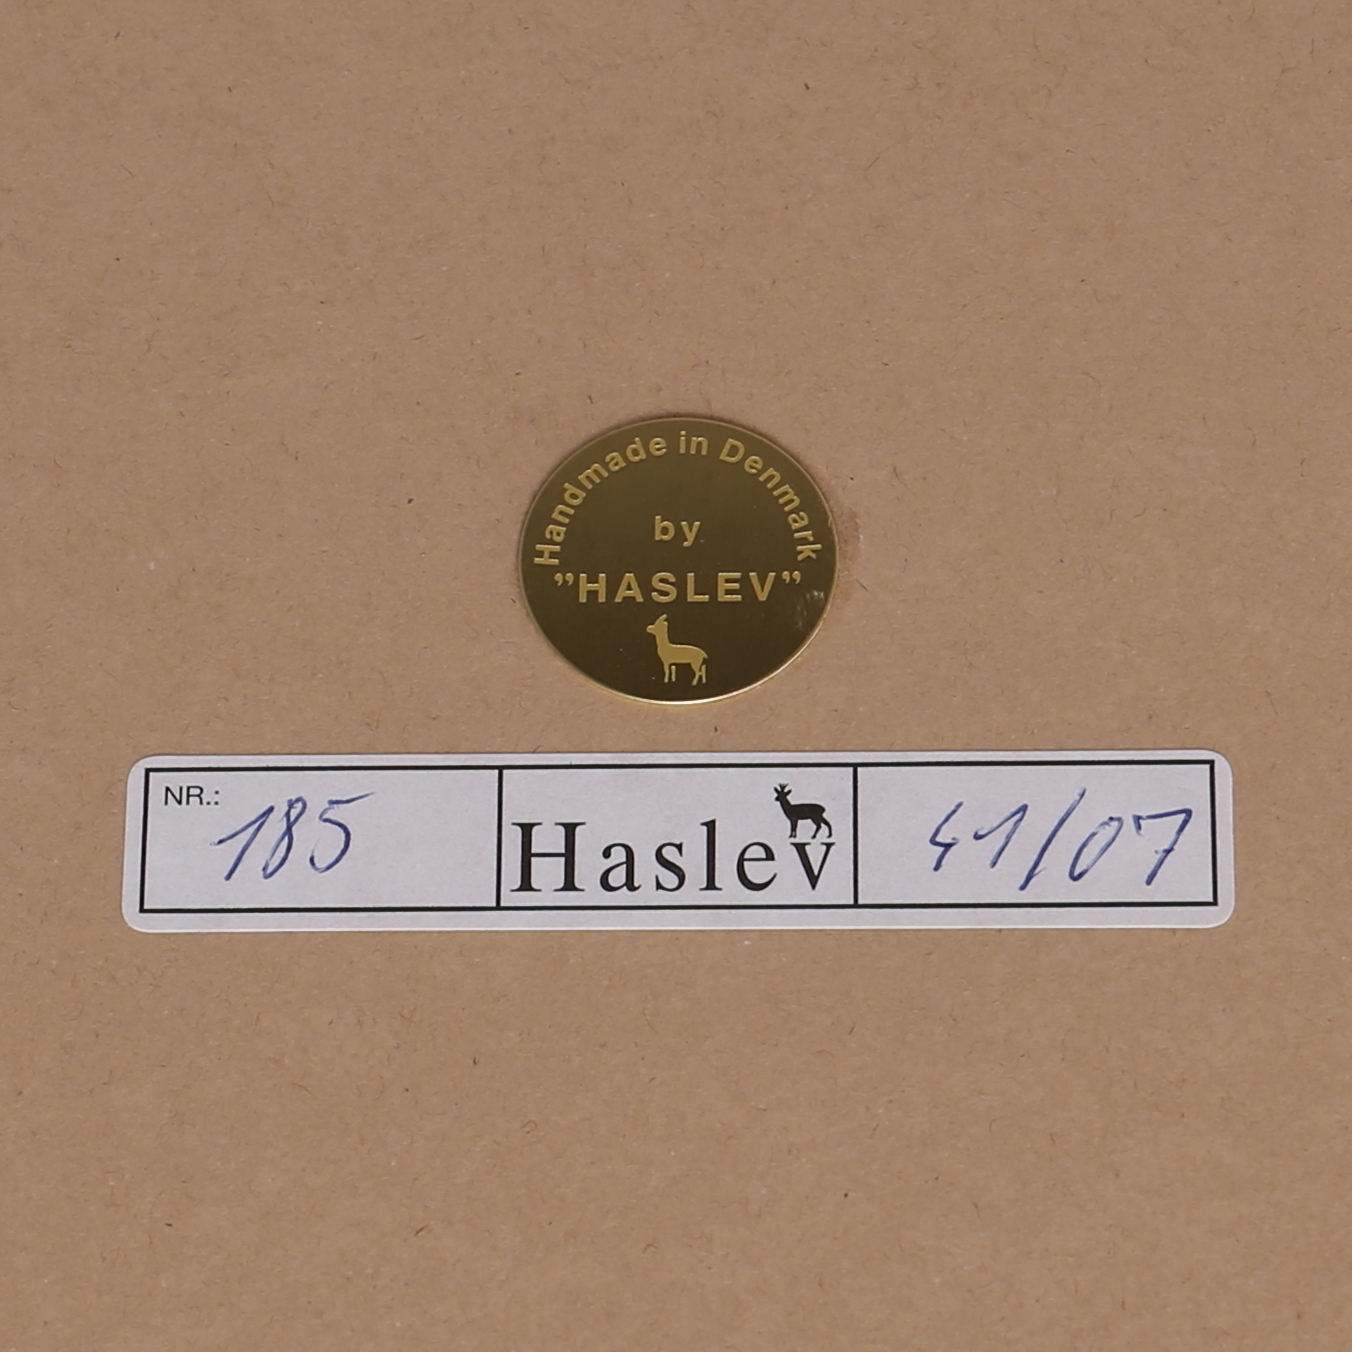 Handmade in Denmark
by
”HASLEV”
NR.: 185
Haslev
41/07